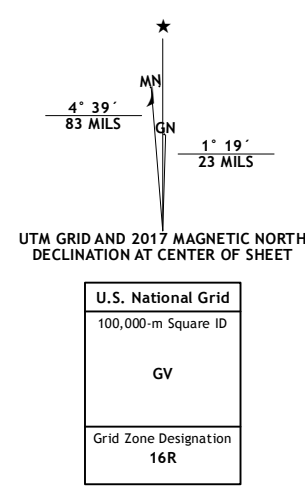 ★
MN
GN
4° 39´
83 MILS
1° 19´
23 MILS
UTM GRID AND 2017 MAGNETIC NORTH
DECLINATION AT CENTER OF SHEET
U.S. National Grid
100,000-m Square ID
GV
Grid Zone Designation
16R